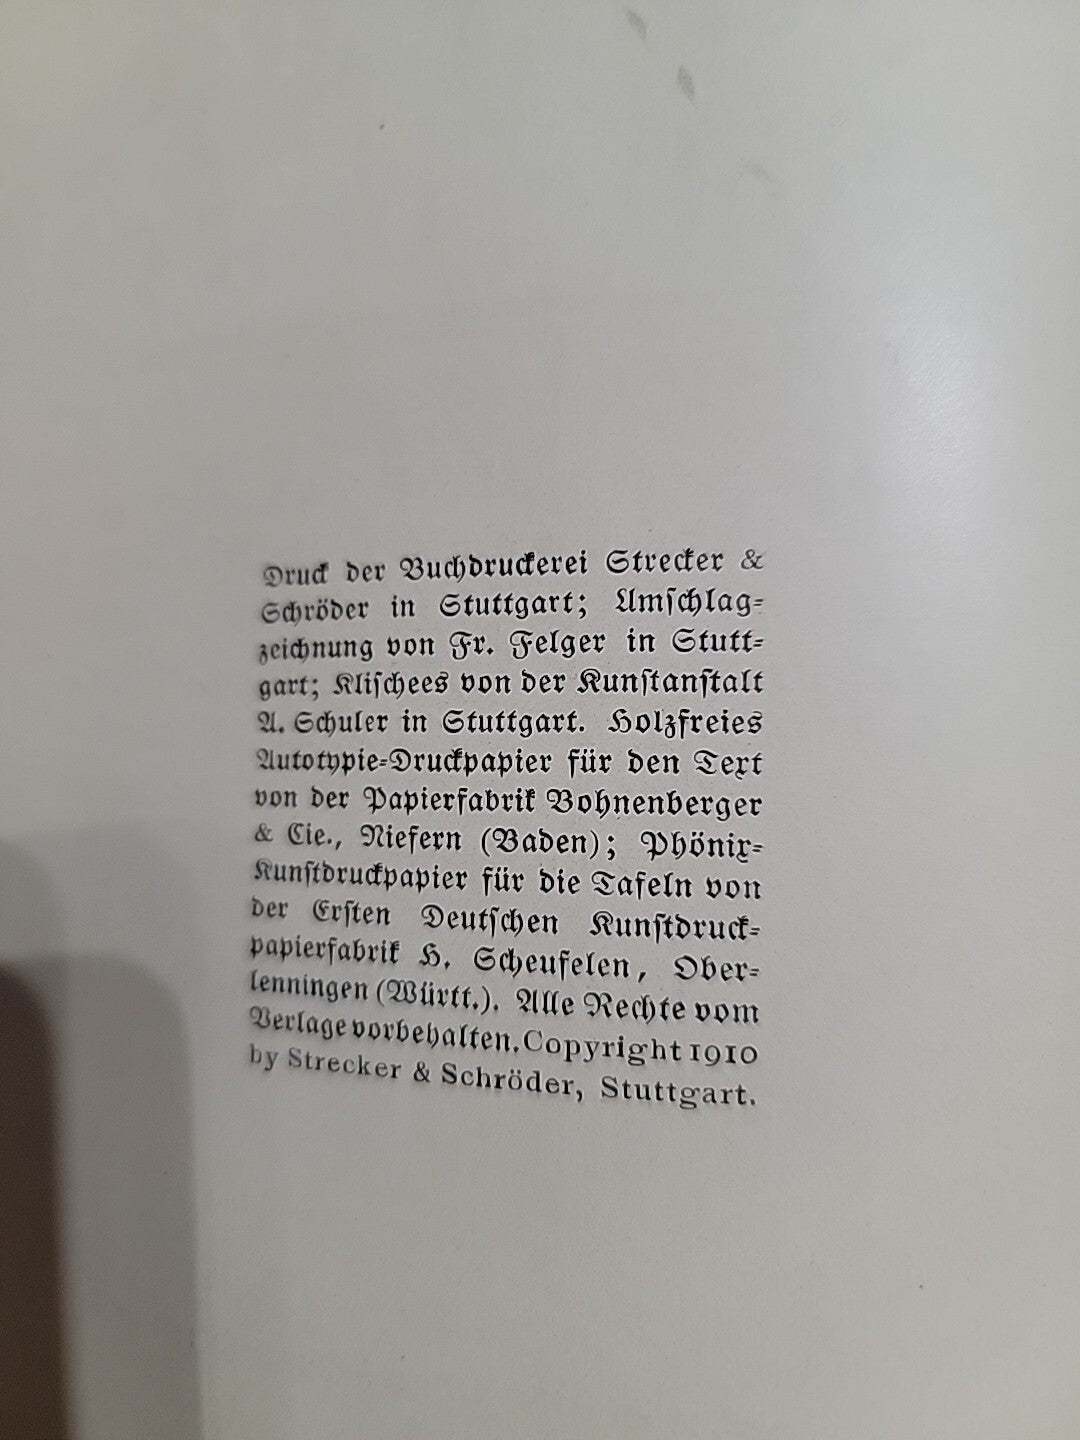 Druck der Buchdruckerei Strecker &
Schröder in Stuttgart; Umschlag-
zeichnung von Fr. Felger in Stutt-
gart; Klischees von der Kunstanstalt
A. Schuler in Stuttgart. Holzfreies
Autotypie-Druckpapier für den Text
von der Papierfabrik Bohnenberger
& Cie., Niefern (Baden); Phönix-
Kunstdruckpapier für die Tafeln von
der Ersten Deutschen Kunstdruck-
papierfabrik H. Scheufelen, Ober-
lenningen (Württ.). Alle Rechte vom
Verlage vorbehalten. Copyright 1910
by Strecker & Schröder, Stuttgart.